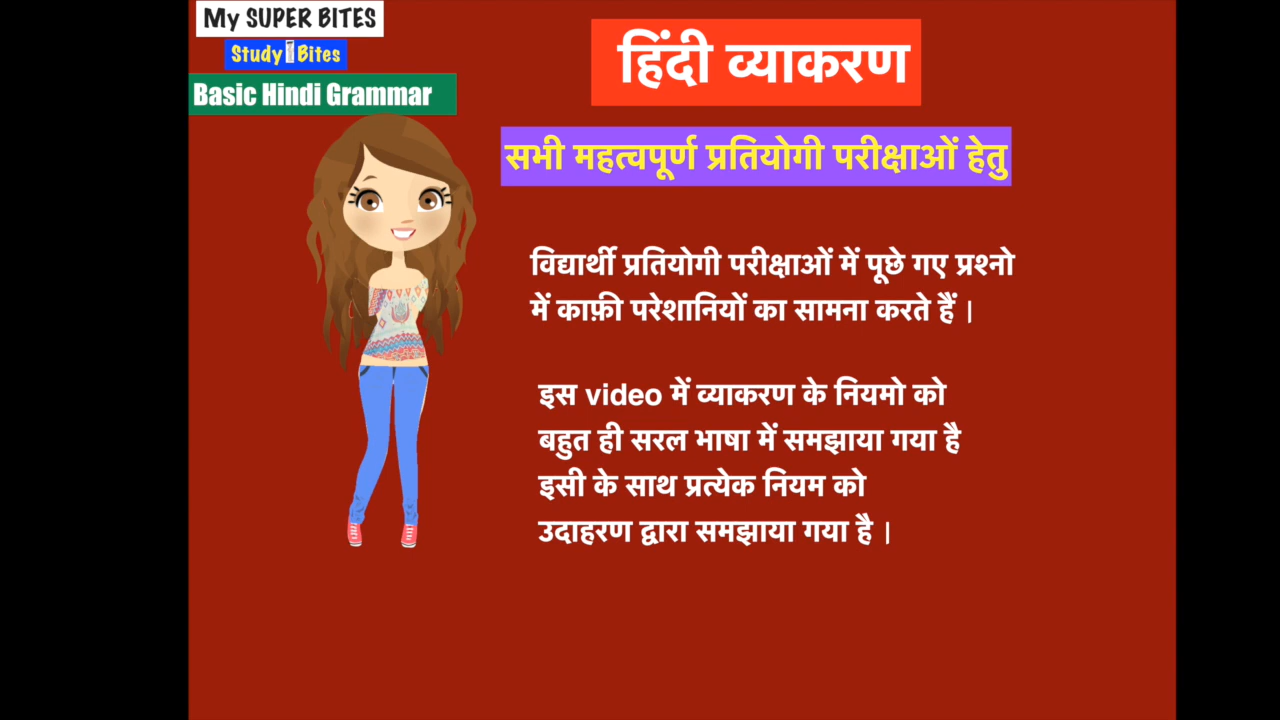 My SUPER BITES
Study Bites
Basic Hindi Grammar
हिंदी व्याकरण
सभी महत्वपूर्ण प्रतियोगी परीक्षाओं हेतु
विद्यार्थी प्रतियोगी परीक्षाओं में पूछे गए प्रश्नो
में काफ़ी परेशानियों का सामना करते हैं |
इस video में व्याकरण के नियमो को
बहुत ही सरल भाषा में समझाया गया है
इसी के साथ प्रत्येक नियम को
उदाहरण द्वारा समझाया गया है |